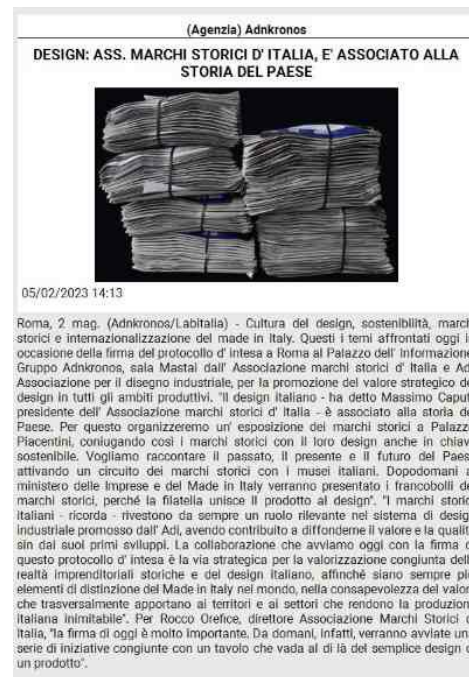 (Agenzia) Adnkronos
DESIGN: ASS. MARCHI STORICI D' ITALIA, E' ASSOCIATO ALLA
STORIA DEL PAESE
05/02/2023 14:13
Roma, 2 mag. (Adnkronos/Labitalia) - Cultura del design, sostenibilità, march
storici e internazionalizzazione del made in Italy. Questi i temi affrontati oggi i
occasione della firma del protocollo d' intesa a Roma al Palazzo dell' Informazione
Gruppo Adnkronos, sala Mastai dall' Associazione marchi storici d' Italia e Ad
Associazione per il disegno industriale, per la promozione del valore strategico de
design in tutti gli ambiti produttivi. "Il design italiano - ha detto Massimo Caput
presidente dell' Associazione marchi storici d' Italia - è associato alla storia de
Paese. Per questo organizzeremo un' esposizione dei marchi storici a Palazz
Piacentini, coniugando così i marchi storici con il loro design anche in chiav
sostenibile. Vogliamo raccontare il passato, il presente e il futuro del Paes
attivando un circuito dei marchi storici con i musei italiani. Dopodomani a
ministero delle Imprese e del Made in Italy verranno presentato i francobolli de
marchi storici, perché la filatelia unisce il prodotto al design". "I marchi storic
italiani - ricorda - rivestono da sempre un ruolo rilevante nel sistema di desig
industriale promosso dall' Adi, avendo contribuito a diffonderne il valore e la qualit
sin dai suoi primi sviluppi. La collaborazione che avviamo oggi con la firma d
questo protocollo d' intesa è la via strategica per la valorizzazione congiunta dell
realtà imprenditoriali storiche e del design italiano, affinché siano sempre pi
elementi di distinzione del Made in Italy nel mondo, nella consapevolezza del valor
che trasversalmente apportano ai territori e ai settori che rendono la produzion
italiana inimitabile". Per Rocco Orefice, direttore Associazione Marchi Storici d
Italia, "la firma di oggi è molto importante. Da domani, infatti, verranno avviate un
serie di iniziative congiunte con un tavolo che vada al di là del semplice design d
un prodotto".